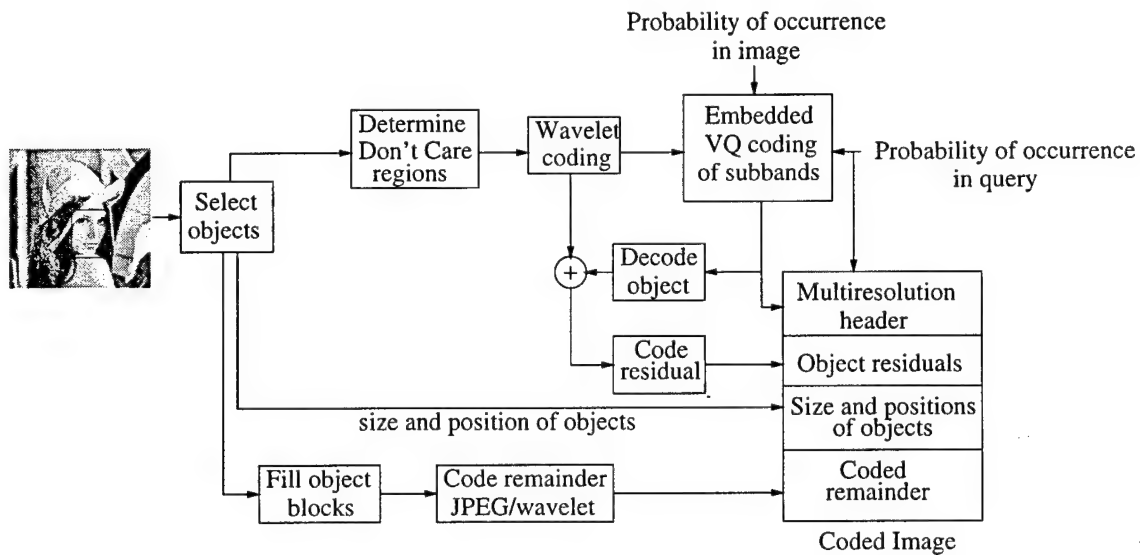 Probability of occurrence
in image
Determine
Don't Care
regions
Wavelet
coding
Embedded
VQ coding
of subbands
Probability of occurrence
in query
Select
objects
+
Decode
object
Multiresolution
header
Code
residual
Object residuals
size and position of objects
Size and positions
of objects
Fill object
blocks
Code remainder
JPEG/wavelet
Coded
remainder
Coded Image